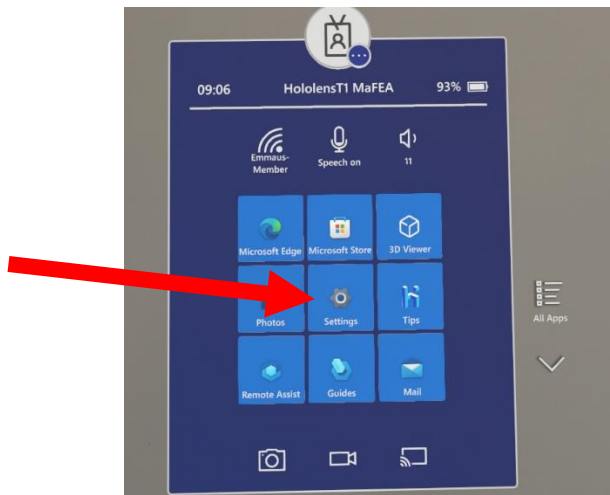 09:06 HololensT1 MaFEA 93%
Emmaus-
Member
Speech on
11
Microsoft Edge Microsoft Store 3D Viewer
Photos Settings Tips
All Apps
Remote Assist Guides Mail